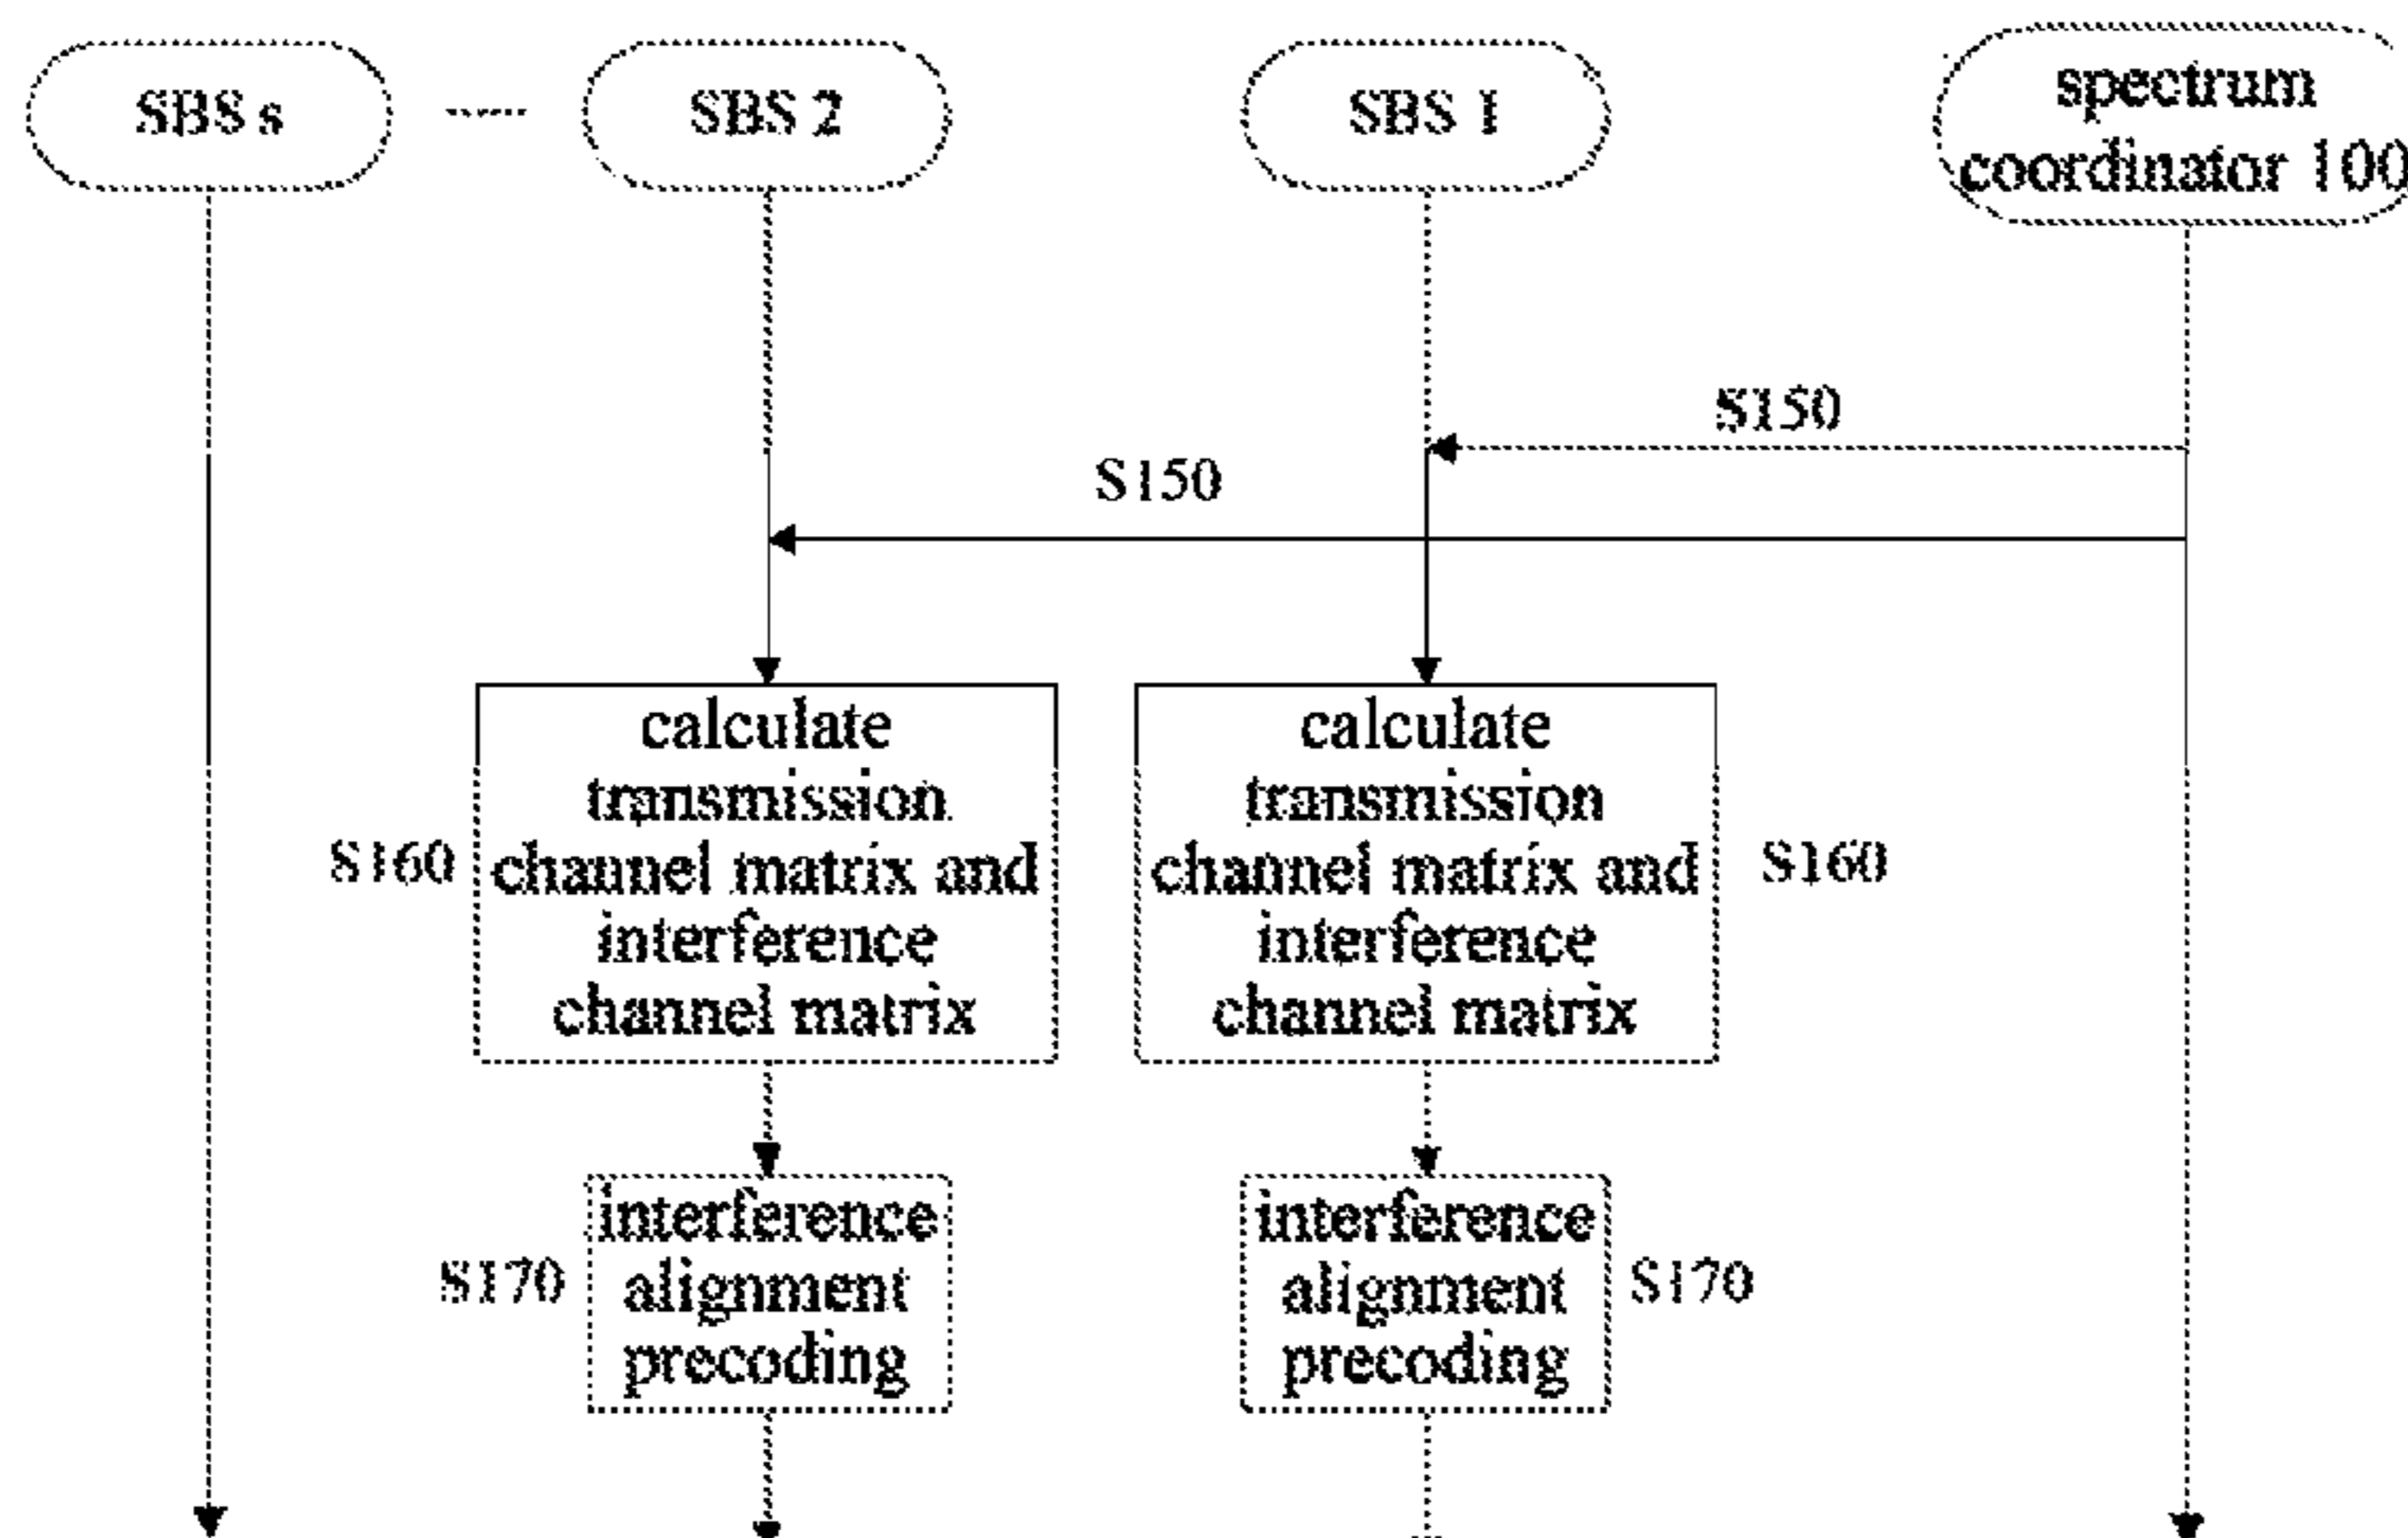 SBS s
SBS 2
SBS 1
spectrum
coordinator 100
S150
S150
calculate
transmission
channel matrix and
interference
channel matrix
S160
calculate
transmission
channel matrix and
interference
channel matrix
S160
interference
alignment
precoding
S170
interference
alignment
precoding
S170